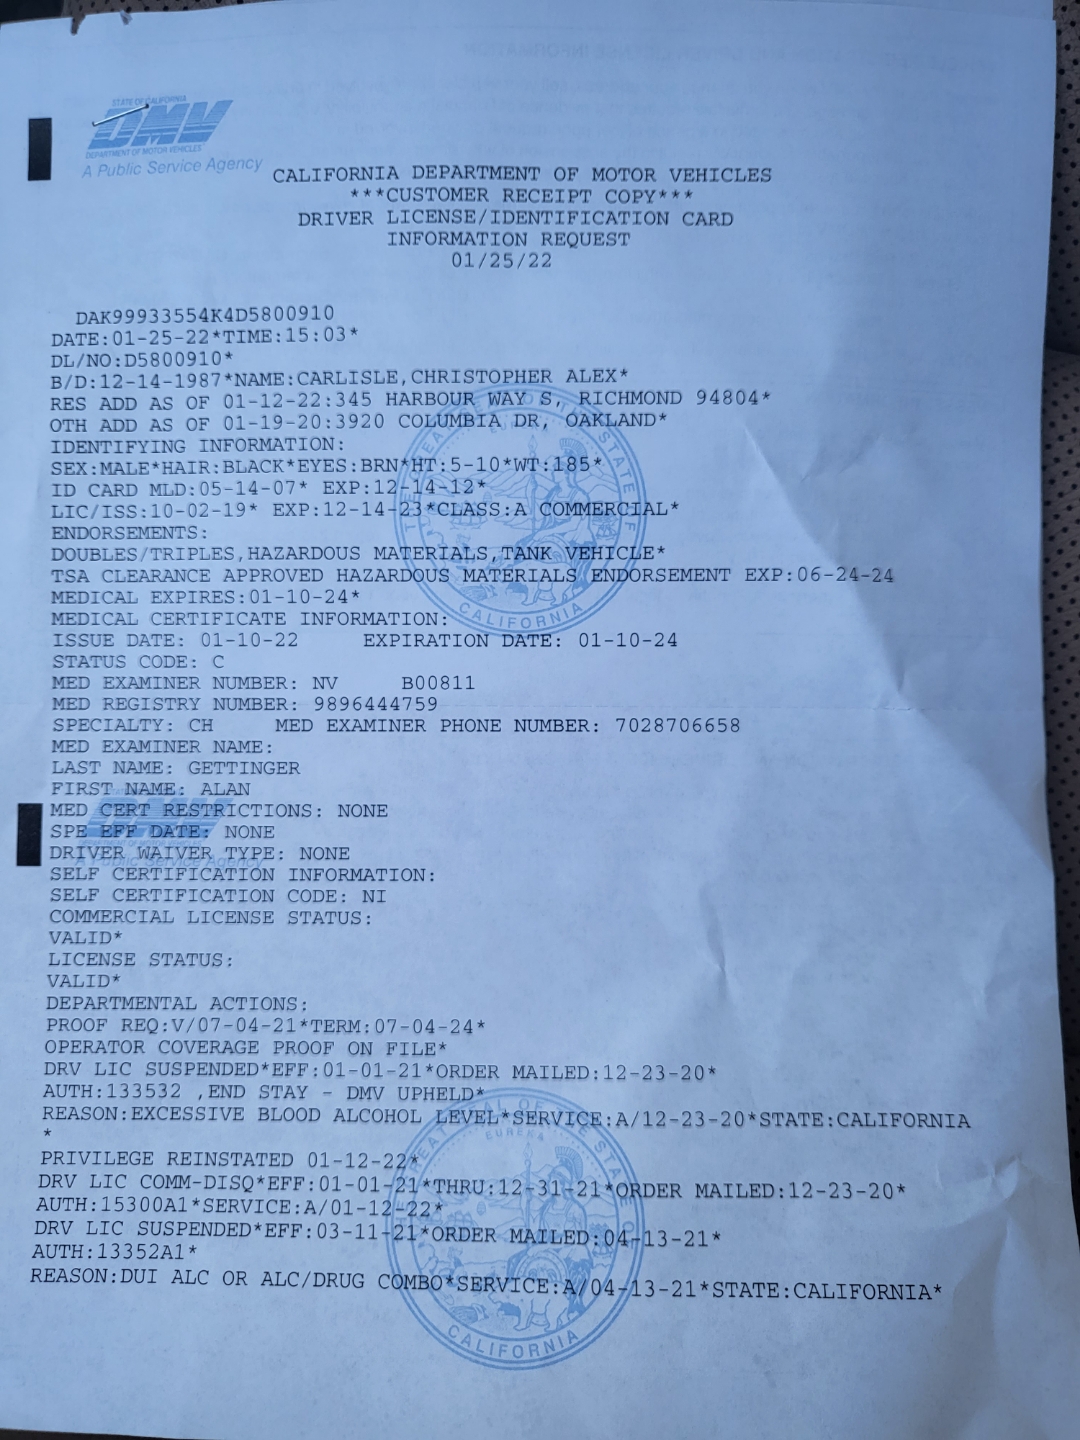 STATE OF CALIFORNIA
DMV
DEPARTMENT OF MOTOR VEHICLES
A Public Service Agency
CALIFORNIA DEPARTMENT OF MOTOR VEHICLES
***CUSTOMER RECEIPT COPY***
DRIVER LICENSE/IDENTIFICATION CARD
INFORMATION REQUEST
01/25/22
DAK99933554K4D5800910
DATE:01-25-22*TIME:15:03*
DL/NO:D5800910*
B/D:12-14-1987*NAME:CARLISLE,CHRISTOPHER ALEX*
RES ADD AS OF 01-12-22:345 HARBOUR WAY S, RICHMOND 94804*
OTH ADD AS OF 01-19-20:3920 COLUMBIA DR, OAKLAND*
IDENTIFYING INFORMATION:
SEX:MALE*HAIR:BLACK*EYES:BRN*HT:5-10*WT:185*
ID CARD MLD:05-14-07* EXP:12-14-12*
LIC/ISS:10-02-19* EXP:12-14-23*CLASS:A COMMERCIAL*
ENDORSEMENTS:
DOUBLES/TRIPLES,HAZARDOUS MATERIALS,TANK VEHICLE*
TSA CLEARANCE APPROVED HAZARDOUS MATERIALS ENDORSEMENT EXP:06-24-24
MEDICAL EXPIRES:01-10-24*
MEDICAL CERTIFICATE INFORMATION:
ISSUE DATE: 01-10-22 EXPIRATION DATE: 01-10-24
STATUS CODE: C
MED EXAMINER NUMBER: NV B00811
MED REGISTRY NUMBER: 9896444759
SPECIALTY: CH MED EXAMINER PHONE NUMBER: 7028706658
MED EXAMINER NAME:
LAST NAME: GETTINGER
FIRST NAME: ALAN
MED CERT RESTRICTIONS: NONE
SPE EFF DATE: NONE
DRIVER WAIVER TYPE: NONE
SELF CERTIFICATION INFORMATION:
SELF CERTIFICATION CODE: NI
COMMERCIAL LICENSE STATUS:
VALID*
LICENSE STATUS:
VALID*
DEPARTMENTAL ACTIONS:
PROOF REQ:V/07-04-21*TERM:07-04-24*
OPERATOR COVERAGE PROOF ON FILE*
DRV LIC SUSPENDED*EFF:01-01-21*ORDER MAILED:12-23-20*
AUTH:133532 ,END STAY - DMV UPHELD*
REASON:EXCESSIVE BLOOD ALCOHOL LEVEL*SERVICE:A/12-23-20*STATE:CALIFORNIA
*
PRIVILEGE REINSTATED 01-12-22*
DRV LIC COMM-DISQ*EFF:01-01-21*THRU:12-31-21*ORDER MAILED:12-23-20*
AUTH:15300A1*SERVICE:A/01-12-22*
DRV LIC SUSPENDED*EFF:03-11-21*ORDER MAILED:04-13-21*
AUTH:13352A1*
REASON:DUI ALC OR ALC/DRUG COMBO*SERVICE:A/04-13-21*STATE:CALIFORNIA*